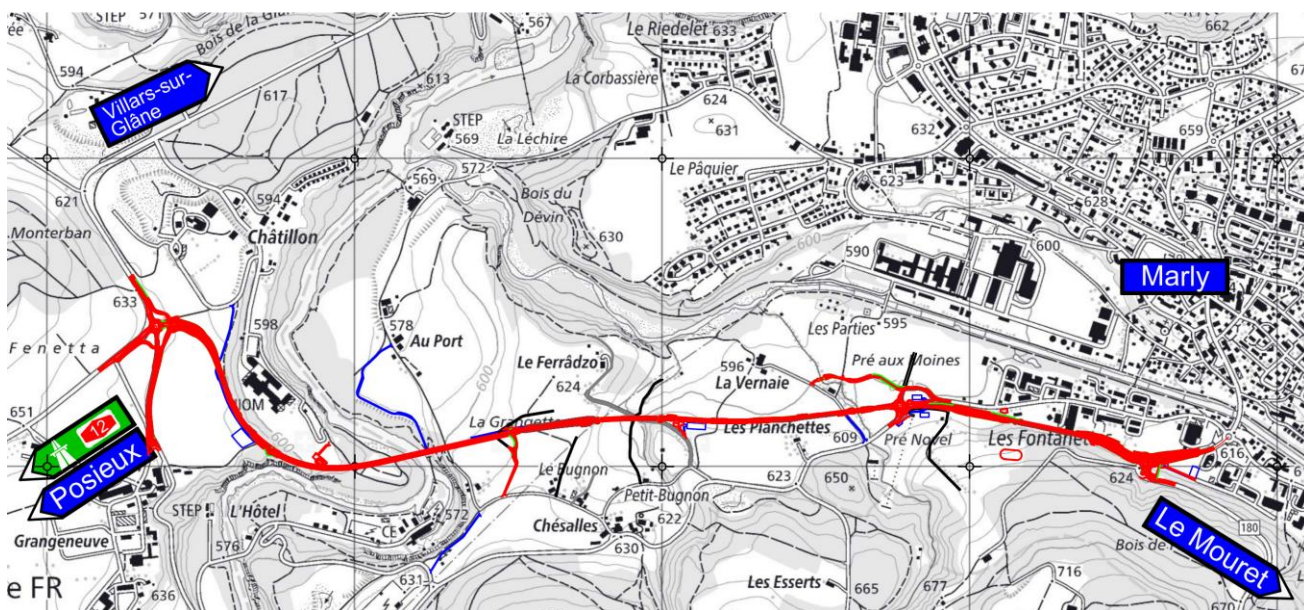 STEP
571
Bois de la Glâ
567
Le Riedelet
633
662
594
Villars-sur-
Glâne
617
613
La Corbassière
624
STEP
569
La Léchire
631
632
659
621
594
569
572
Le Pâquier
623
628
Monterban
Châtillon
Bois du
Dévin
630
600
590
600
Marly
633
598
578
Au Port
Les Parties
595
Fenetta
Le Ferrâdzo
624
600
596
La Vernaie
Pré aux Moines
651
12
Posieux
600
La Grangette
Les Planchettes
609
Pré Novel
Les Fontanettes
616
Le Bugnon
623
650
624
STEP
L'Hôtel
572
Petit-Bugnon
Grangeneuve
576
CE
Chésalles
622
630
180
Le Mouret
e FR
636
631
Les Esserts
665
677
716